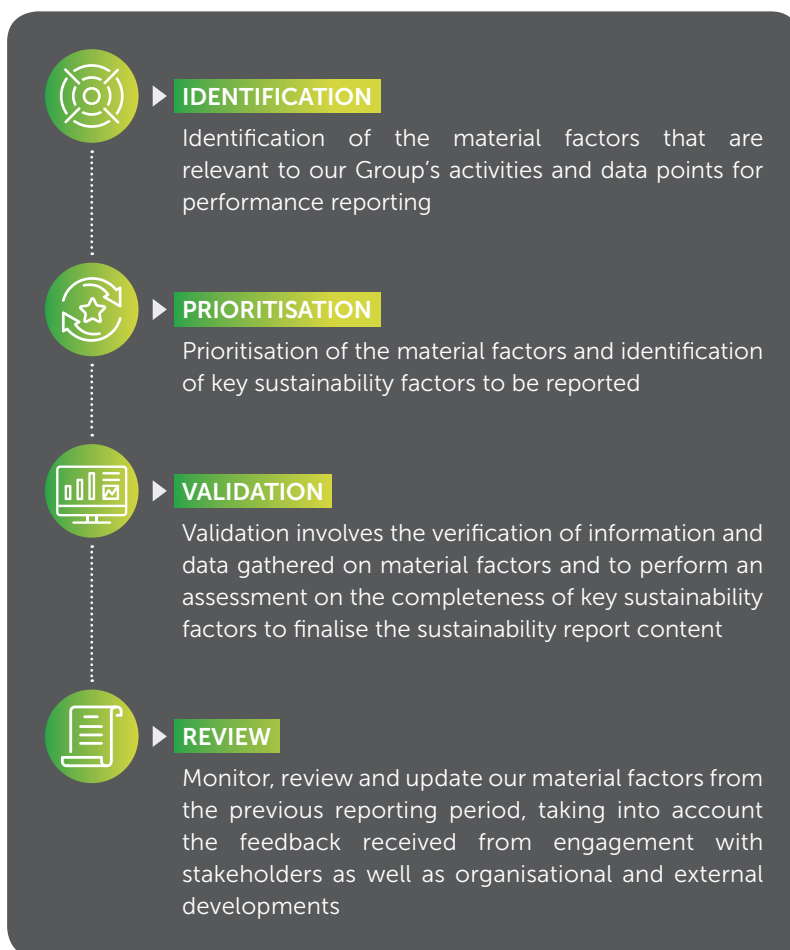 IDENTIFICATION
Identification of the material factors that are
relevant to our Group’s activities and data points for
performance reporting
PRIORITISATION
Prioritisation of the material factors and identification
of key sustainability factors to be reported
VALIDATION
Validation involves the verification of information and
data gathered on material factors and to perform an
assessment on the completeness of key sustainability
factors to finalise the sustainability report content
REVIEW
Monitor, review and update our material factors from
the previous reporting period, taking into account
the feedback received from engagement with
stakeholders as well as organisational and external
developments